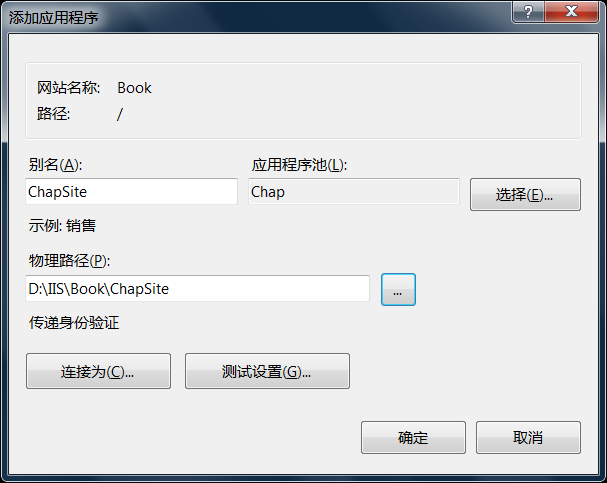 添加应用程序
?
网站名称: Book
路径: /
别名(A): 应用程序池(L):
ChapSite Chap 选择(E)...
示例: 销售
物理路径(P):
D:\IIS\Book\ChapSite ...
传递身份验证
连接为(C)... 测试设置(G)...
确定 取消